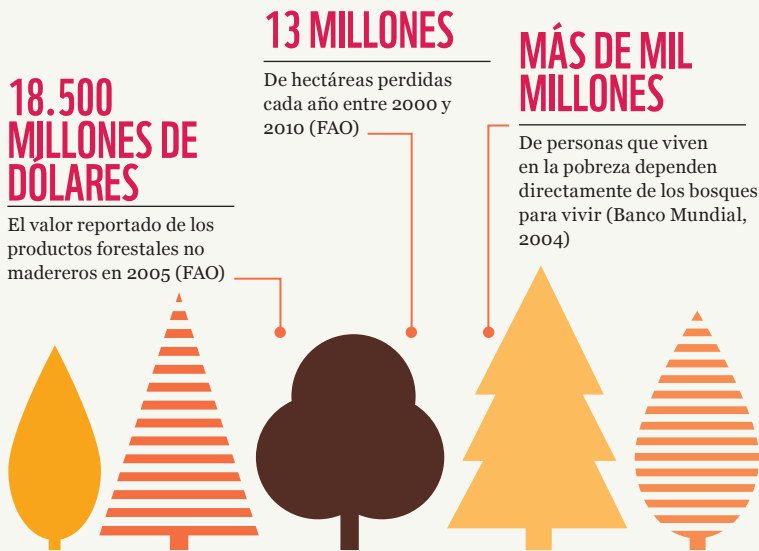 18.500
MILLONES DE
DÓLARES
El valor reportado de los
productos forestales no
madereros en 2005 (FAO)
13 MILLONES
De hectáreas perdidas
cada año entre 2000 y
2010 (FAO)
MÁS DE MIL
MILLONES
De personas que viven
en la pobreza dependen
directamente de los bosques
para vivir (Banco Mundial,
2004)